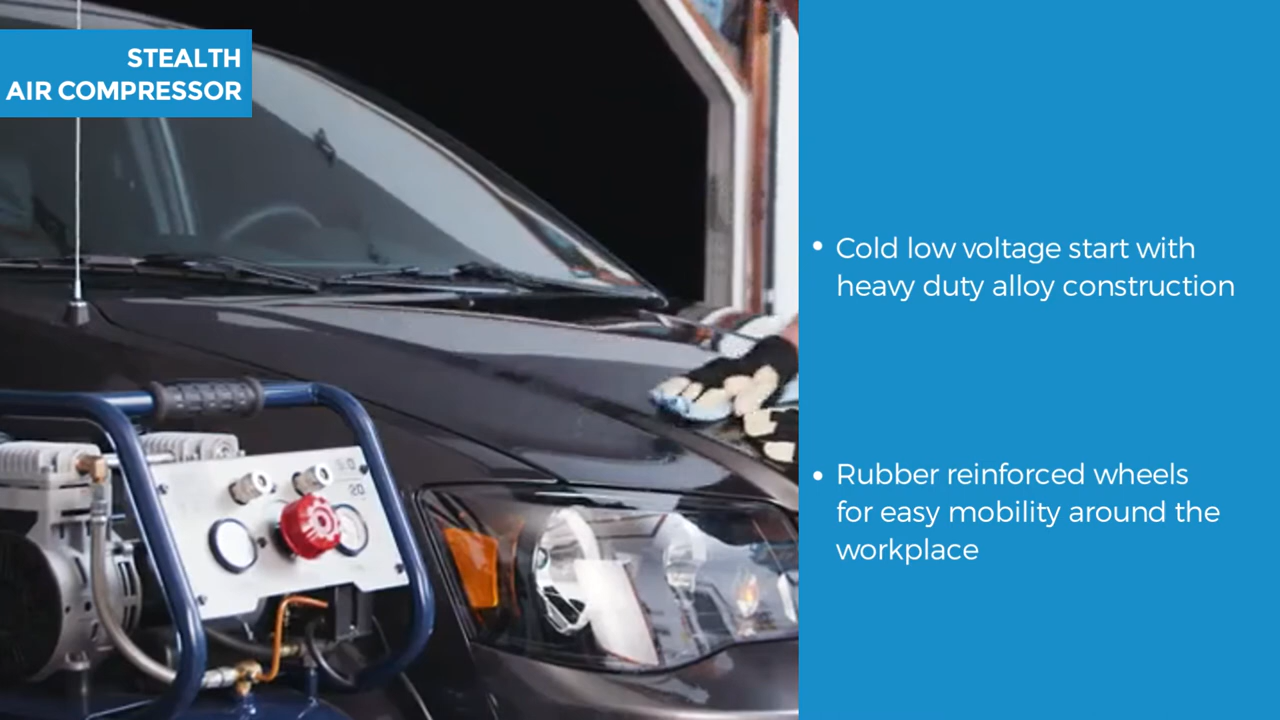 STEALTH
AIR COMPRESSOR
• Cold low voltage start with
heavy duty alloy construction
• Rubber reinforced wheels
for easy mobility around the
workplace